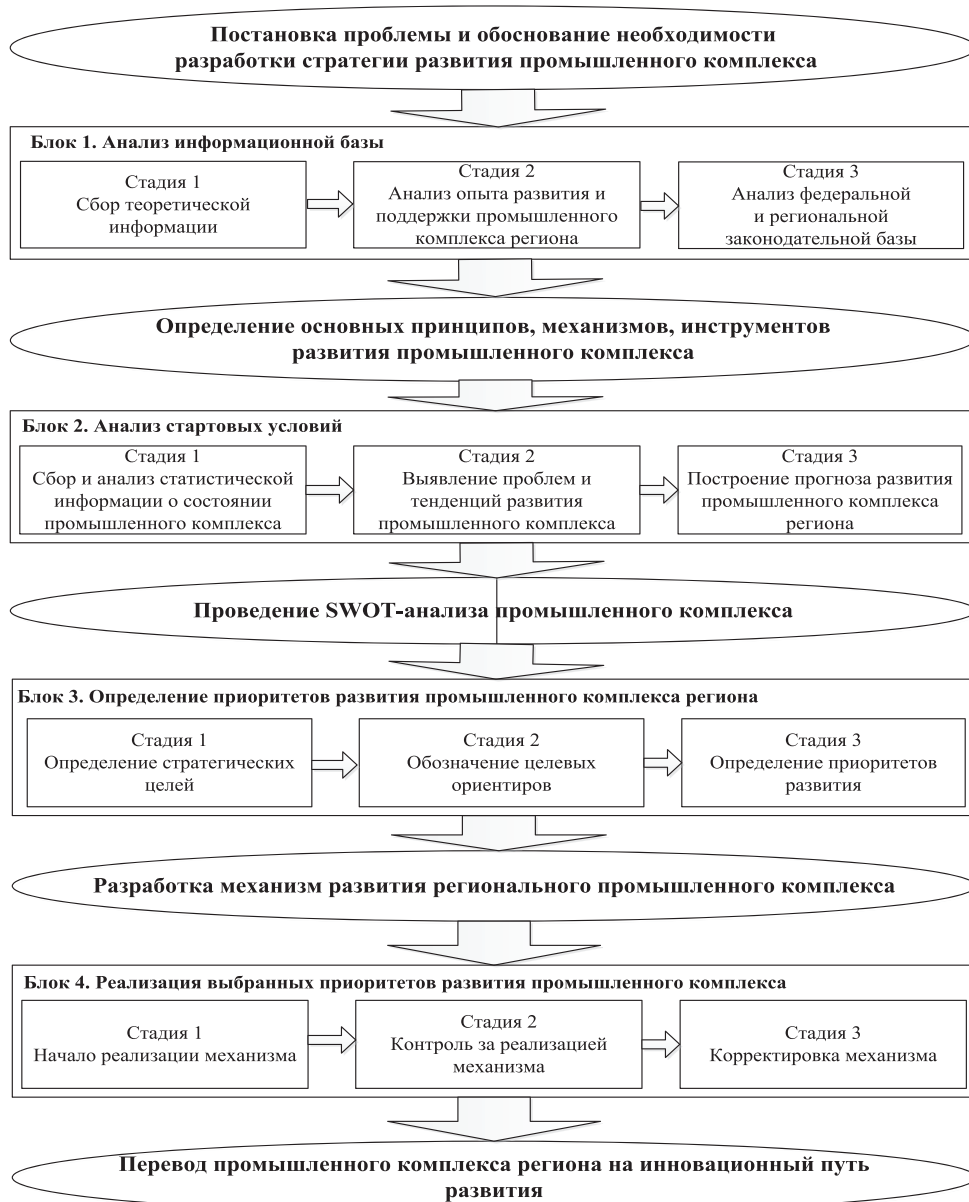 Постановка проблемы и обоснование необходимости
разработки стратегии развития промышленного комплекса
Блок 1. Анализ информационной базы
Стадия 1
Сбор теоретической
информации
Стадия 2
Анализ опыта развития и
поддержки промышленного
комплекса региона
Стадия 3
Анализ федеральной
и региональной
законодательной базы
Определение основных принципов, механизмов, инструментов
развития промышленного комплекса
Блок 2. Анализ стартовых условий
Стадия 1
Сбор и анализ статистической
информации о состоянии
промышленного комплекса
Стадия 2
Выявление проблем и
тенденций развития
промышленного комплекса
Стадия 3
Построение прогноза развития
промышленного комплекса
региона
Проведение SWOT-анализа промышленного комплекса
Блок 3. Определение приоритетов развития промышленного комплекса региона
Стадия 1
Определение стратегических
целей
Стадия 2
Обозначение целевых
ориентиров
Стадия 3
Определение приоритетов
развития
Разработка механизм развития регионального промышленного комплекса
Блок 4. Реализация выбранных приоритетов развития промышленного комплекса
Стадия 1
Начало реализации механизма
Стадия 2
Контроль за реализацией
механизма
Стадия 3
Корректировка механизма
Перевод промышленного комплекса региона на инновационный путь
развития